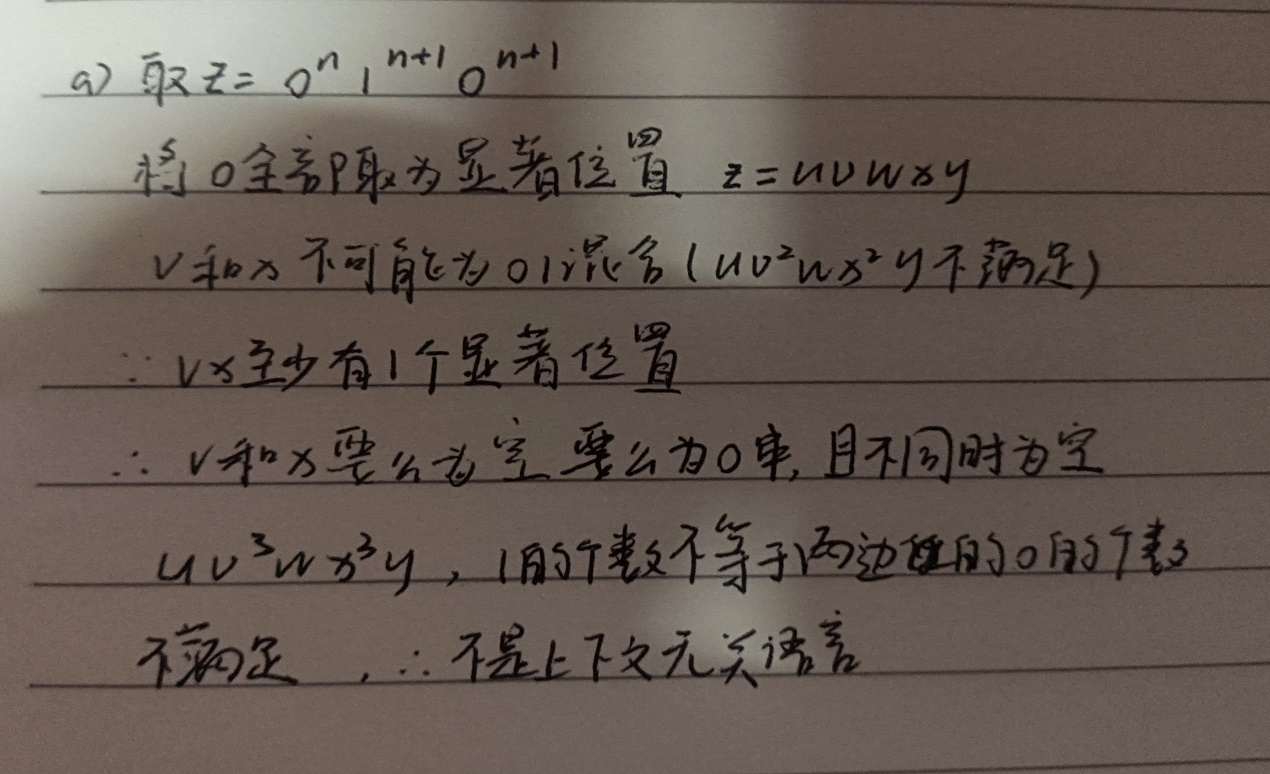 a) 取 z = 0ⁿ 1ⁿ⁺¹ 0ⁿ⁺¹
将 0 全部取为显著位置 z = uvwxy
v和x 不可能为 01混合 (uv²wx²y不满足)
∵ vx至少有1个显著位置
∴ v和x要么为空 要么为0串, 且不同时为空
uv³wx³y, 1的个数不等于两边的0的个数
不满足, ∴ 不是上下文无关语言